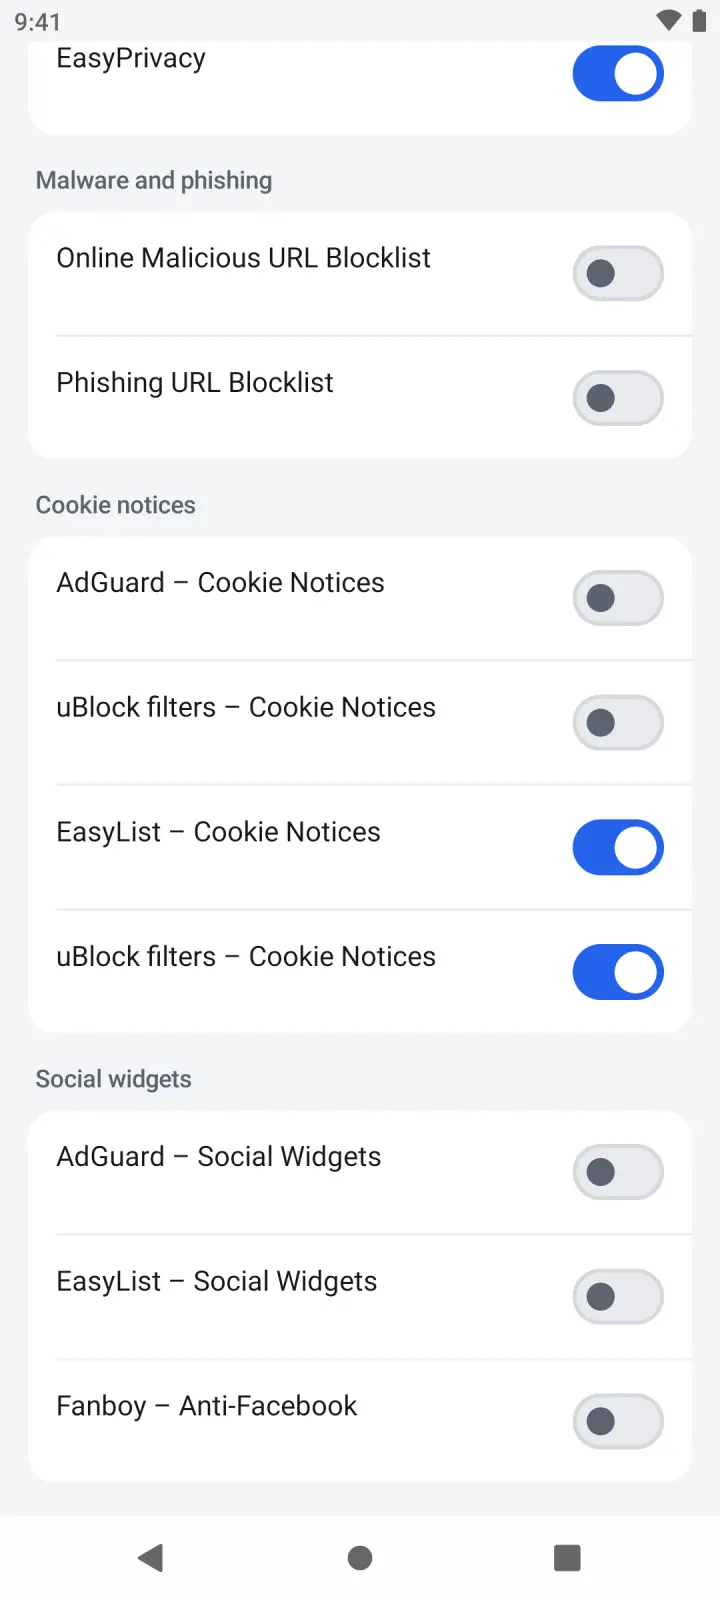 9:41
EasyPrivacy
Malware and phishing
Online Malicious URL Blocklist
Phishing URL Blocklist
Cookie notices
AdGuard – Cookie Notices
uBlock filters – Cookie Notices
EasyList – Cookie Notices
uBlock filters – Cookie Notices
Social widgets
AdGuard – Social Widgets
EasyList – Social Widgets
Fanboy – Anti-Facebook